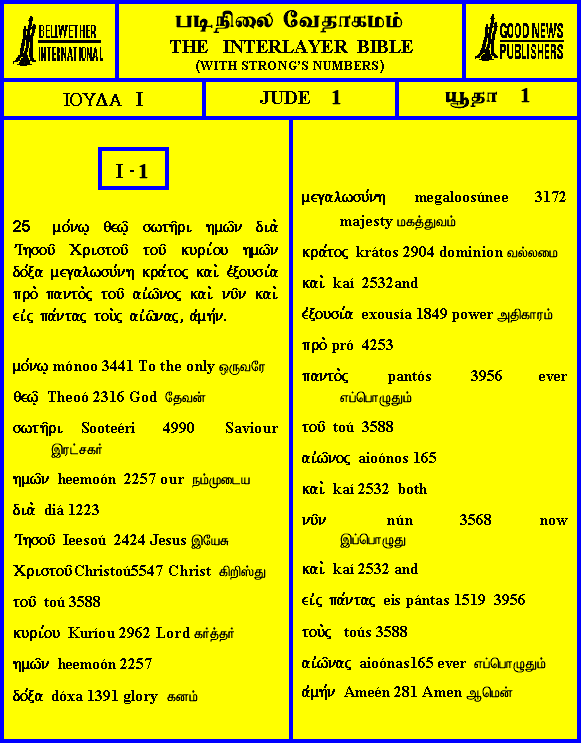 BELLWETHER
INTERNATIONAL
படிநிலை வேதாகமம்
THE INTERLAYER BIBLE
(WITH STRONG'S NUMBERS)
GOOD NEWS
PUBLISHERS
ΙΟΥΔΑ I
JUDE 1
யூதா 1
I - 1
25 μόνῳ θεῷ σωτῆρι ημῶν διὰ
Ἰησοῦ Χριστοῦ τοῦ κυρίου ημῶν
δόξα μεγαλωσύνη κράτος καὶ ἐξουσία
πρὸ παντὸς τοῦ αἰῶνος καὶ νῦν καὶ
εἰς πάντας τοὺς αἰῶνας, ἀμήν.
μόνῳ mónoo 3441 To the only ஒருவரே
θεῷ Theoó 2316 God தேவன்
σωτῆρι Sooteéri 4990 Saviour
இரட்சகர்
ημῶν heemoón 2257 our நம்முடைய
διὰ diá 1223
Ἰησοῦ Ieesoú 2424 Jesus இயேசு
Χριστοῦ Christoú5547 Christ கிறிஸ்து
τοῦ toú 3588
κυρίου Kuríou 2962 Lord கர்த்தர்
ημῶν heemoón 2257
δόξα dóxa 1391 glory கனம்
μεγαλωσύνη megaloosúnee 3172
majesty மகத்துவம்
κράτος krátos 2904 dominion வல்லமை
καὶ kaí 2532and
ἐξουσία exousía 1849 power அதிகாரம்
πρὸ pró 4253
παντὸς pantós 3956 ever
எப்பொழுதும்
τοῦ toú 3588
αἰῶνος aioónos 165
καὶ kaí 2532 both
νῦν nún 3568 now
இப்பொழுது
καὶ kaí 2532 and
εἰς πάντας eis pántas 1519 3956
τοὺς toús 3588
αἰῶνας aioónas165 ever எப்பொழுதும்
ἀμήν Ameén 281 Amen ஆமென்